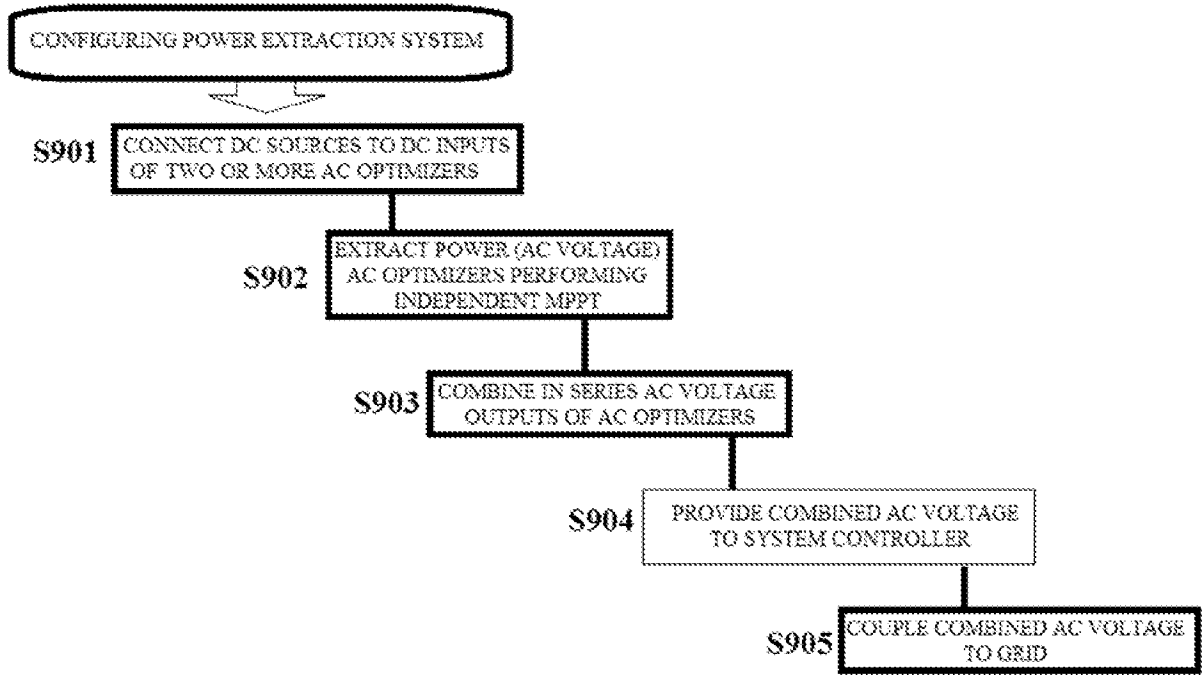 CONFIGURING POWER EXTRACTION SYSTEM
S901
CONNECT DC SOURCES TO DC INPUTS
OF TWO OR MORE AC OPTIMIZERS
S902
EXTRACT POWER (AC VOLTAGE)
AC OPTIMIZERS PERFORMING
INDEPENDENT MPPT
S903
COMBINE IN SERIES AC VOLTAGE
OUTPUTS OF AC OPTIMIZERS
S904
PROVIDE COMBINED AC VOLTAGE
TO SYSTEM CONTROLLER
S905
COUPLE COMBINED AC VOLTAGE
TO GRID